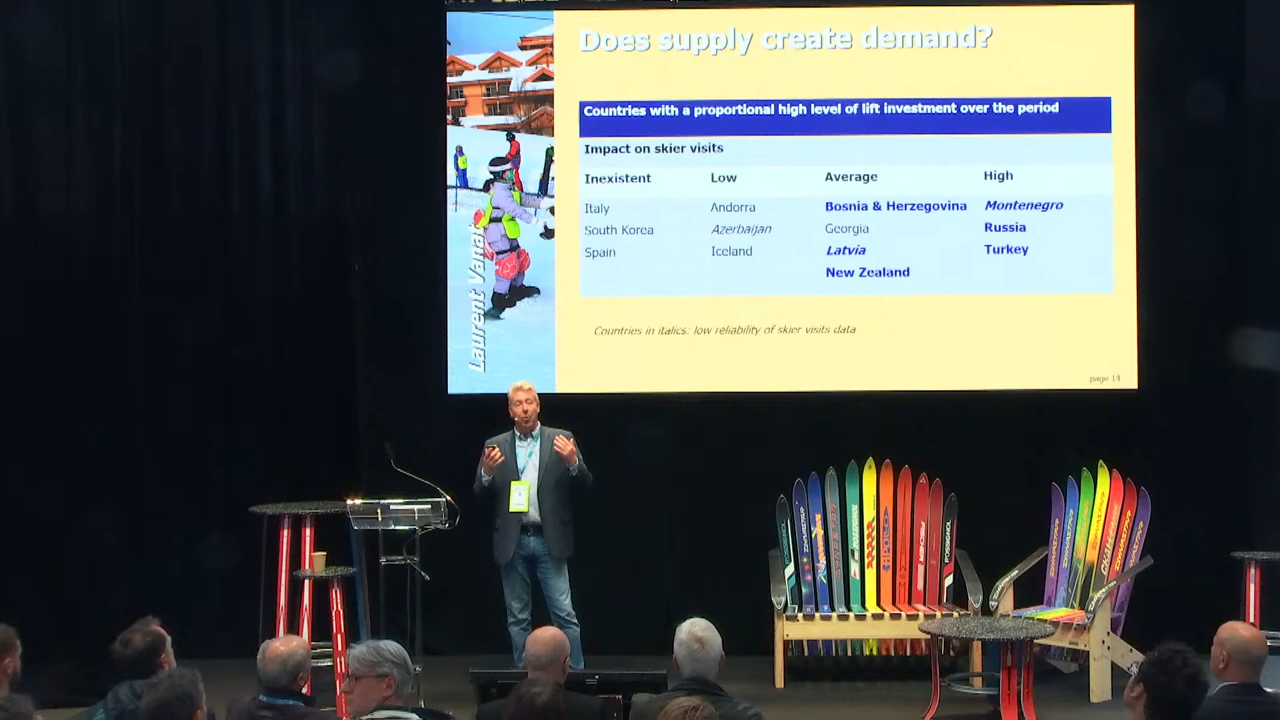 Does supply create demand?
Countries with a proportional high level of lift investment over the period
Impact on skier visits
Inexistent Low Average High
Italy Andorra Bosnia & Herzegovina Montenegro
South Korea Azerbaijan Georgia Russia
Spain Iceland Latvia Turkey
New Zealand
Countries in italics: low reliability of skier visits data
page 14
Laurent Vanat
ROSSIGNOL
DYNASTAR